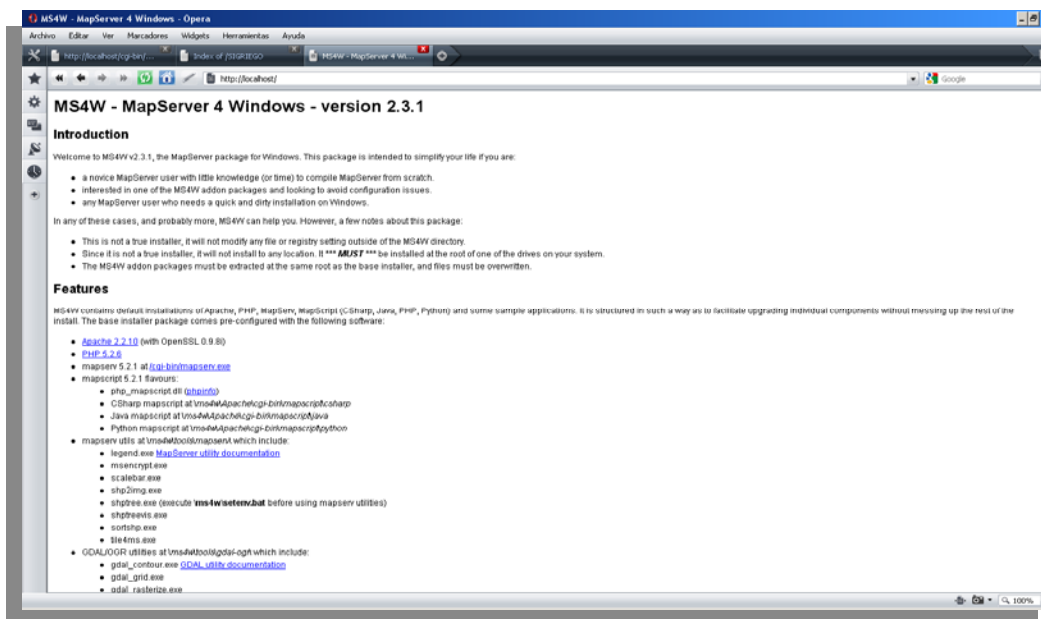 MS4W - MapServer 4 Windows - Opera
Archivo Editar Ver Marcadores Widgets Herramientas Ayuda
http://localhost/cgi-bin/... Index of /SIGRIEGO MS4W - MapServer 4 Wi...
http://localhost/ Google
MS4W - MapServer 4 Windows - version 2.3.1
Introduction
Welcome to MS4W v2.3.1, the MapServer package for Windows. This package is intended to simplify your life if you are:
• a novice MapServer user with little knowledge (or time) to compile MapServer from scratch.
• interested in one of the MS4W addon packages and looking to avoid configuration issues.
• any MapServer user who needs a quick and dirty installation on Windows.
In any of these cases, and probably more, MS4W can help you. However, a few notes about this package:
• This is not a true installer, it will not modify any file or registry setting outside of the MS4W directory.
• Since it is not a true installer, it will not install to any location. It *** MUST *** be installed at the root of one of the drives on your system.
• The MS4W addon packages must be extracted at the same root as the base installer, and files must be overwritten.
Features
MS4W contains default installations of Apache, PHP, MapServ, MapScript (CSharp, Java, PHP, Python) and some sample applications. It is structured in such a way as to facilitate upgrading individual components without messing up the rest of the
install. The base installer package comes pre-configured with the following software:
• Apache 2.2.10 (with OpenSSL 0.9.8i)
• PHP 5.2.6
• mapserv 5.2.1 at /cgi-bin/mapserv.exe
• mapscript 5.2.1 flavours:
• php_mapscript.dll (phpinfo)
• CSharp mapscript at \ms4w\Apache\cgi-bin\mapscript\csharp
• Java mapscript at \ms4w\Apache\cgi-bin\mapscript\java
• Python mapscript at \ms4w\Apache\cgi-bin\mapscript\python
• mapserv utils at \ms4w\tools\mapserv\ which include:
• legend.exe MapServer utility documentation
• msencrypt.exe
• scalebar.exe
• shp2img.exe
• shptree.exe (execute \ms4w\setenv.bat before using mapserv utilities)
• shptreevis.exe
• sortshp.exe
• tile4ms.exe
• GDAL/OGR utilities at \ms4w\tools\gdal-ogr\ which include:
• gdal_contour.exe GDAL utility documentation
• gdal_grid.exe
• gdal_rasterize.exe
100%